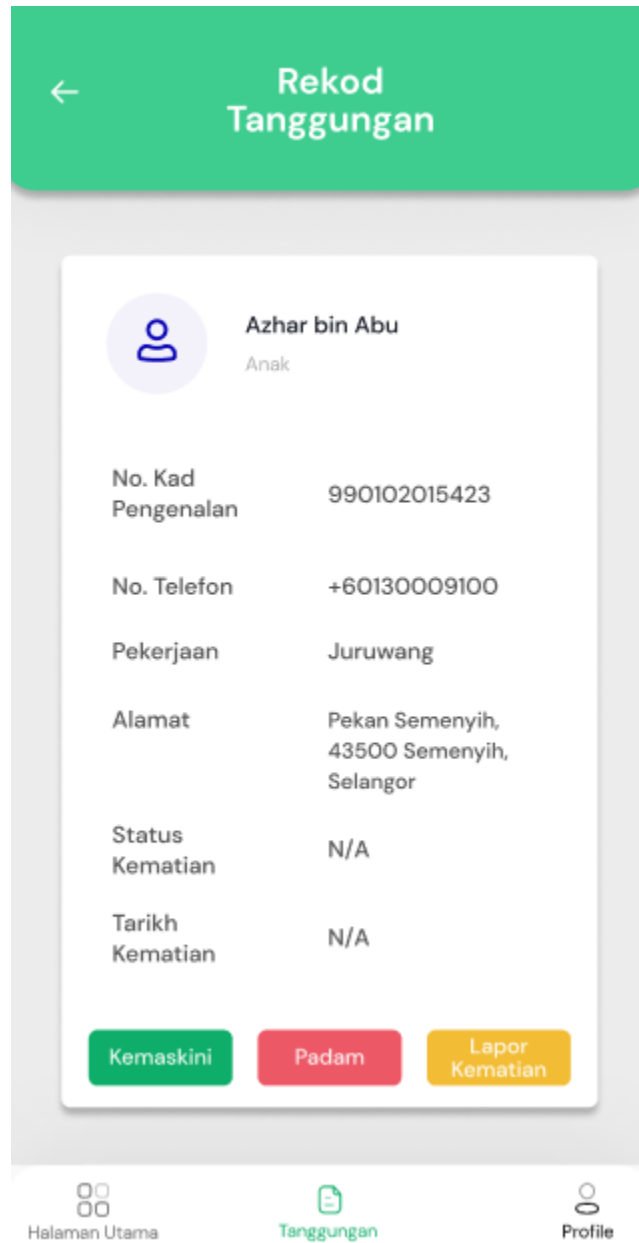 Rekod
Tanggungan
Azhar bin Abu
Anak
No. Kad
Pengenalan
990102015423
No. Telefon
+60130009100
Pekerjaan
Juruwang
Alamat
Pekan Semenyih,
43500 Semenyih,
Selangor
Status
Kematian
N/A
Tarikh
Kematian
N/A
Kemaskini
Padam
Lapor
Kematian
Halaman Utama
Tanggungan
Profile